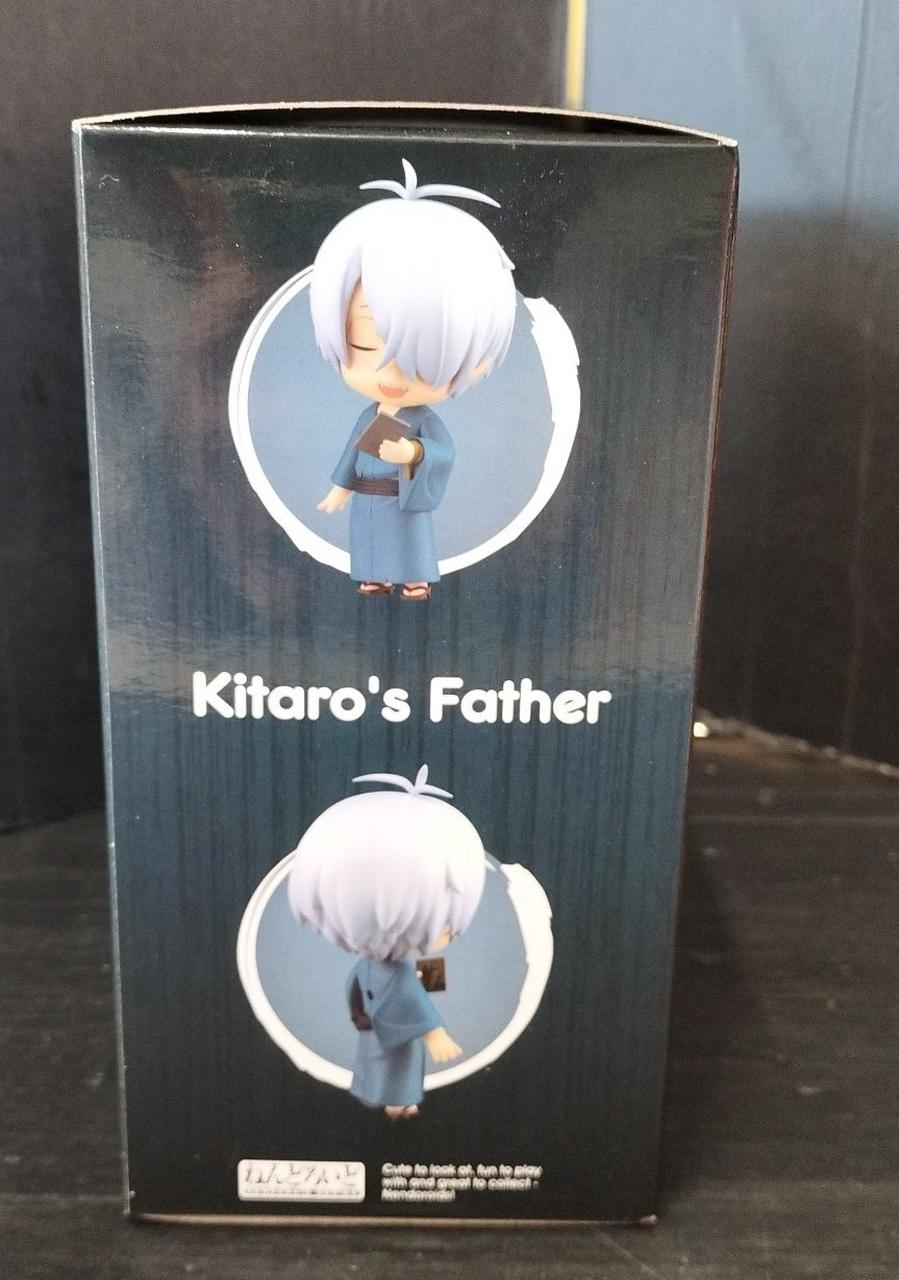 Kitaro's Father
ねんどろいど
Cute to look at, fun to play
with and great to collect -
Nendoroids!